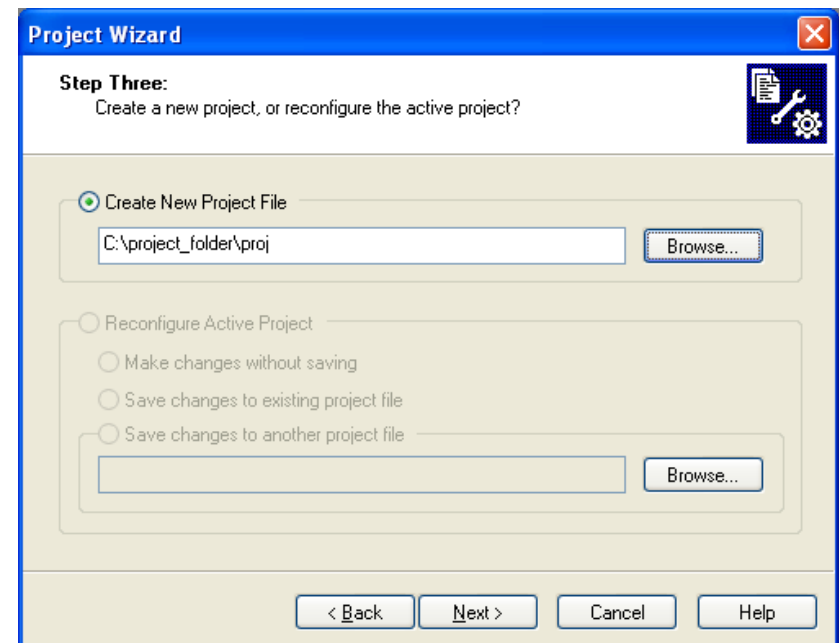 Project Wizard
Step Three:
Create a new project, or reconfigure the active project?
Create New Project File
C:\project_folder\proj
Browse...
Reconfigure Active Project
Make changes without saving
Save changes to existing project file
Save changes to another project file
Browse...
< Back Next > Cancel Help